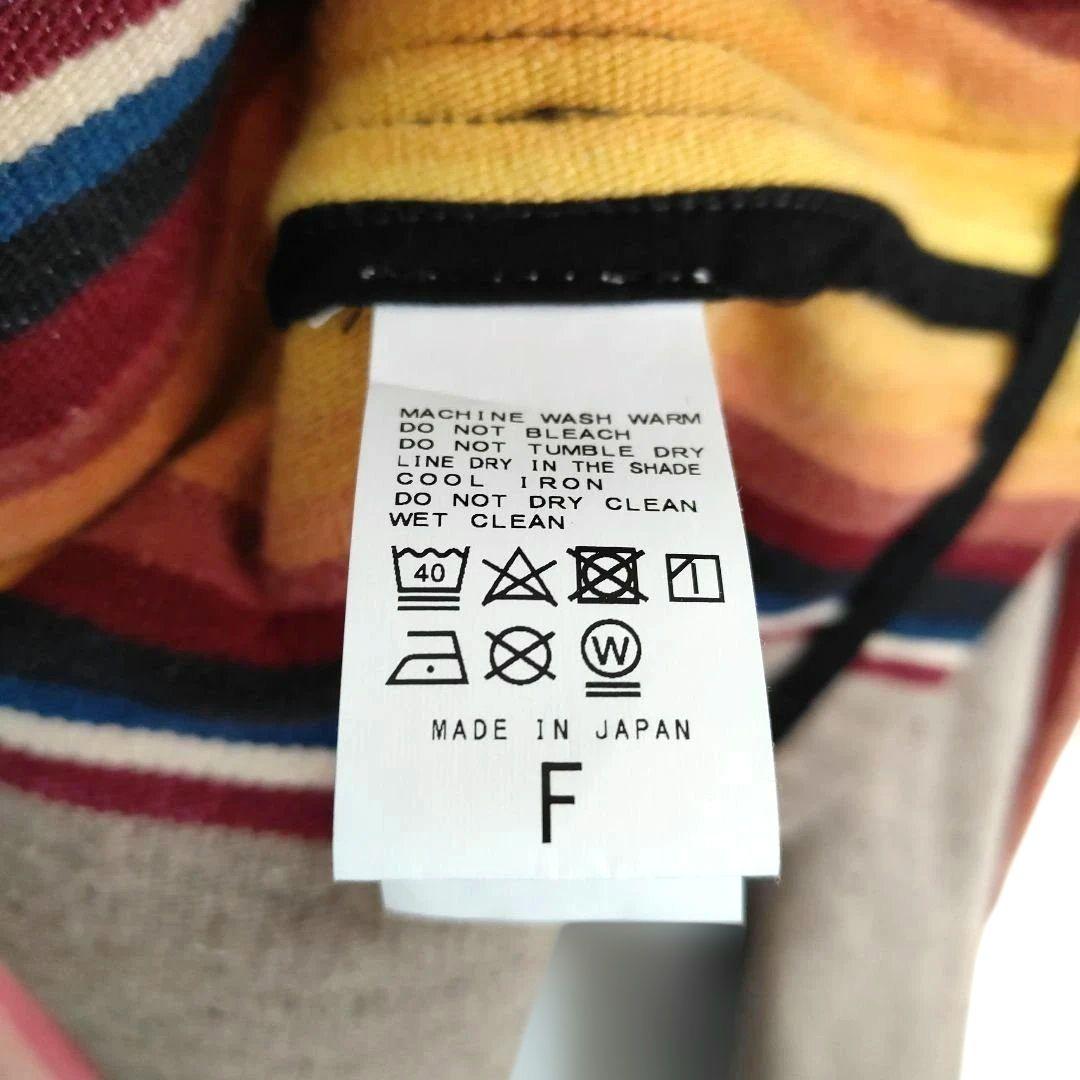 MACHINE WASH WARM
DO NOT BLEACH
DO NOT TUMBLE DRY
LINE DRY IN THE SHADE
COOL IRON
DO NOT DRY CLEAN
WET CLEAN
40
W
MADE IN JAPAN
F